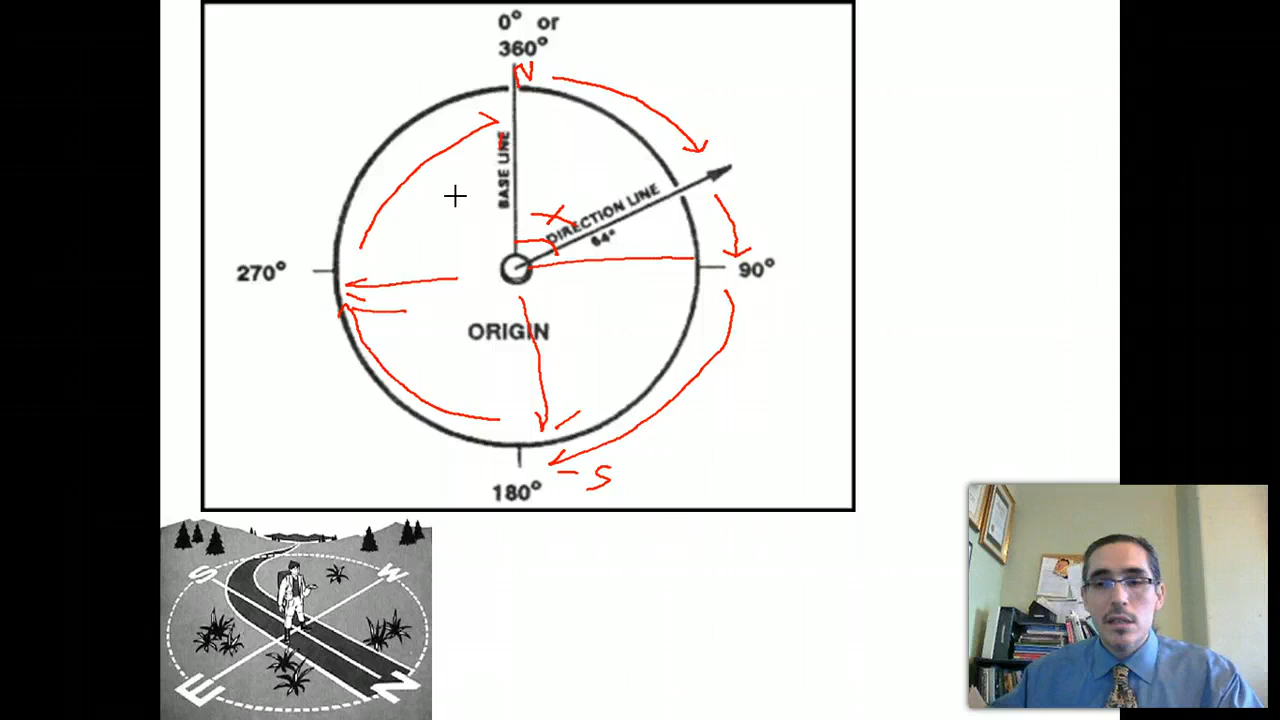 0° or
360°
N
BASE LINE
DIRECTION LINE
64°
270°
90°
ORIGIN
S
180°
S
W
E
N